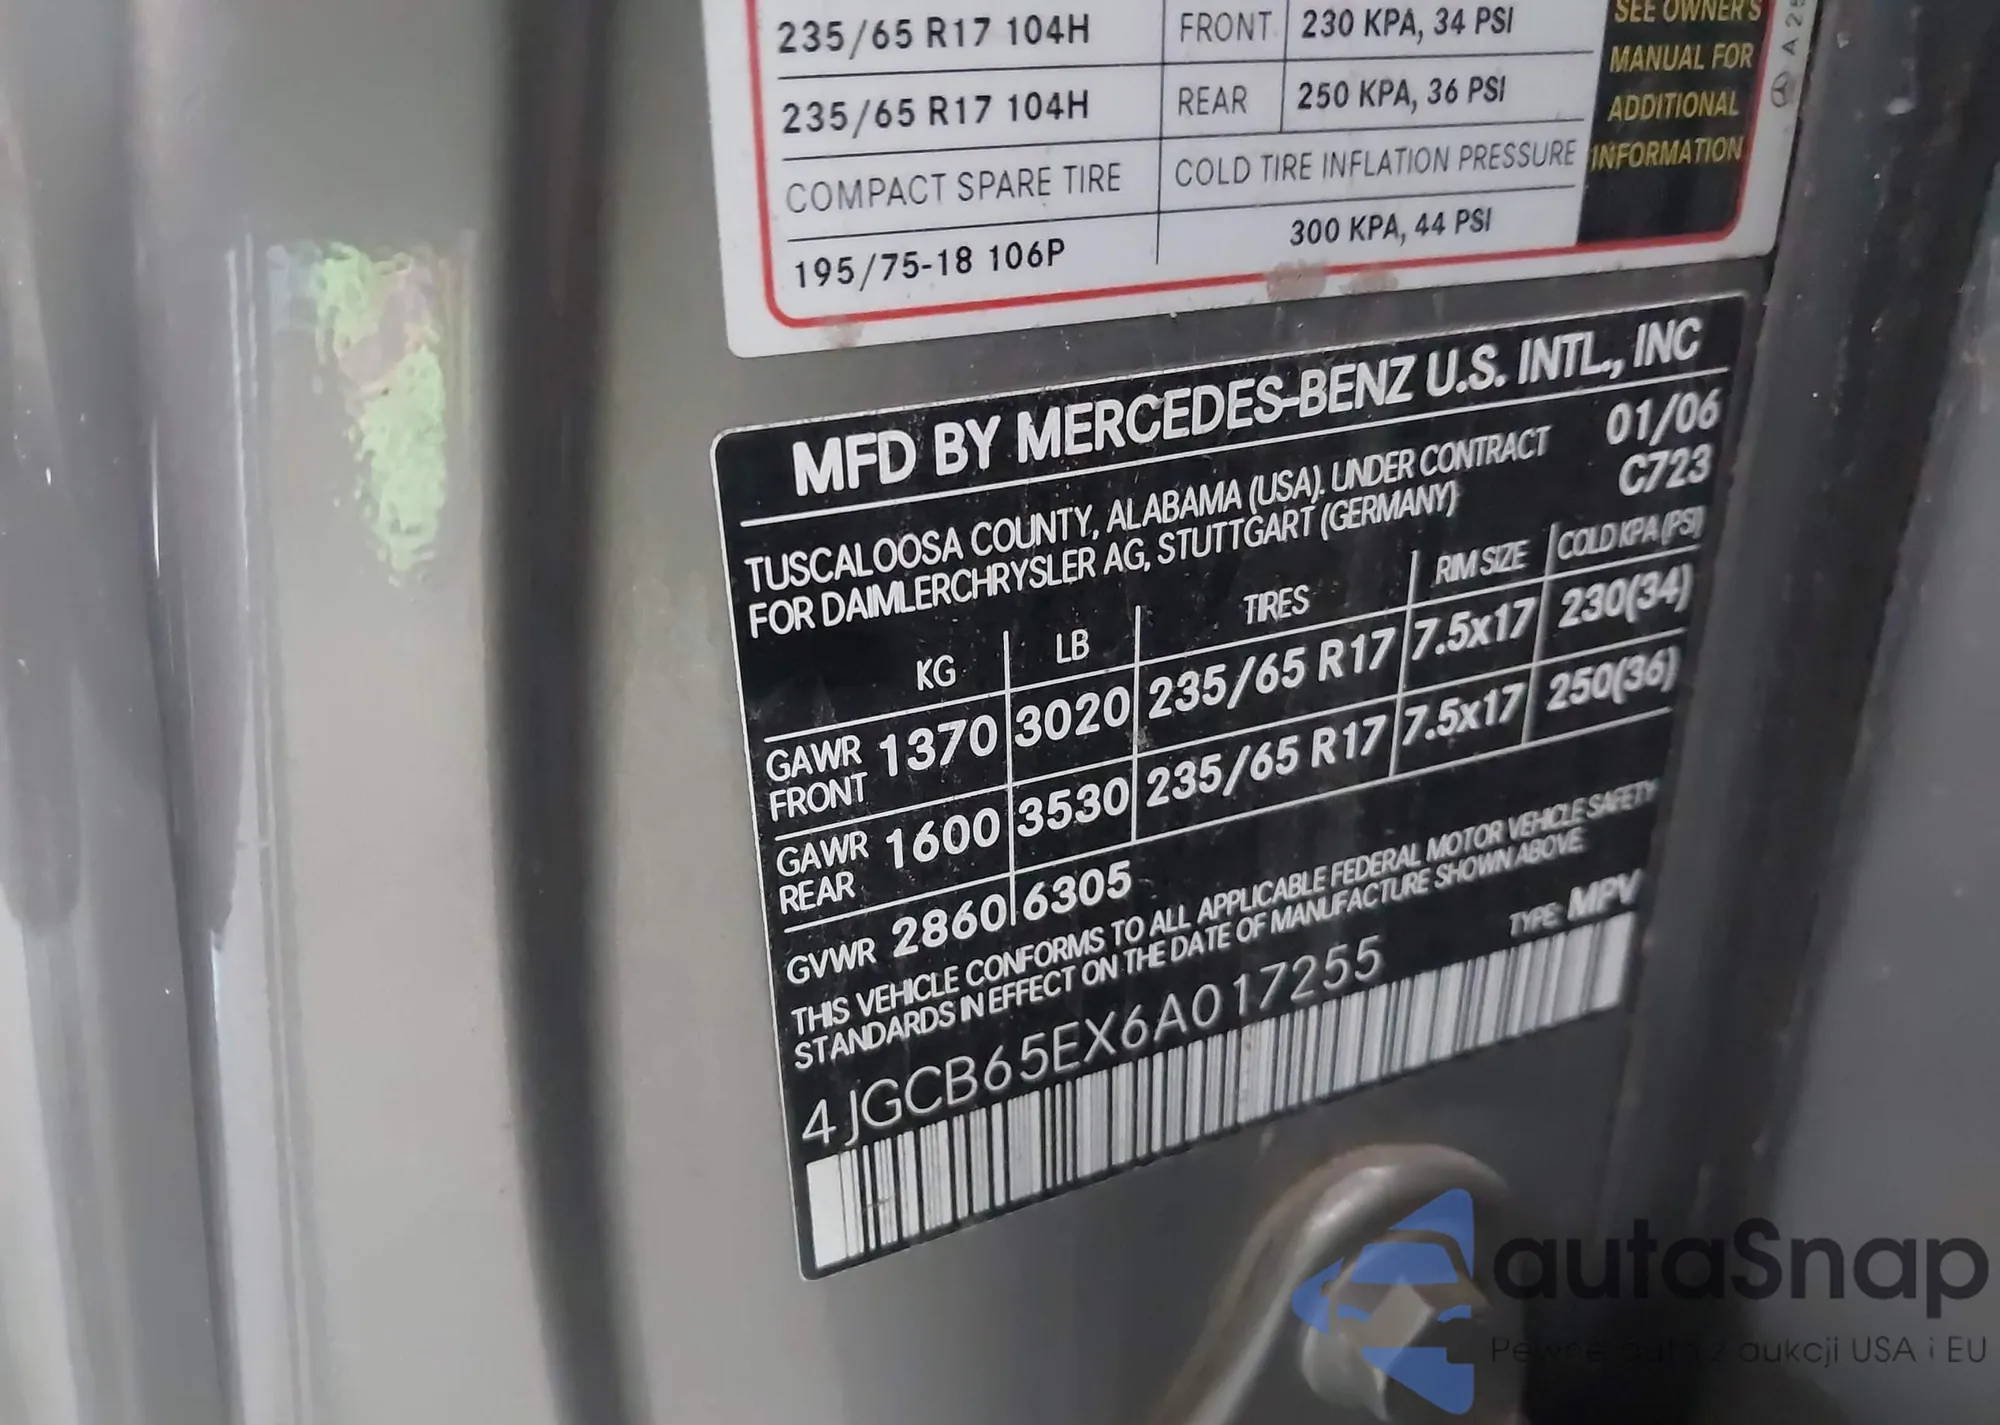 235/65 R17 104H FRONT 230 KPA, 34 PSI
235/65 R17 104H REAR 250 KPA, 36 PSI
COMPACT SPARE TIRE COLD TIRE INFLATION PRESSURE
195/75-18 106P 300 KPA, 44 PSI
SEE OWNER'S
MANUAL FOR
ADDITIONAL
INFORMATION
MFD BY MERCEDES-BENZ U.S. INTL., INC
TUSCALOOSA COUNTY, ALABAMA (USA). UNDER CONTRACT 01/06
FOR DAIMLERCHRYSLER AG, STUTTGART (GERMANY) C723
KG LB TIRES RIM SIZE COLD KPA (PSI)
GAWR FRONT 1370 3020 235/65 R17 7.5x17 230(34)
GAWR REAR 1600 3530 235/65 R17 7.5x17 250(36)
GVWR 2860 6305
THIS VEHICLE CONFORMS TO ALL APPLICABLE FEDERAL MOTOR VEHICLE SAFETY
STANDARDS IN EFFECT ON THE DATE OF MANUFACTURE SHOWN ABOVE.
4JGCB65EX6A017255 TYPE: MPV
autaSnap
Pewne auta z aukcji USA i EU